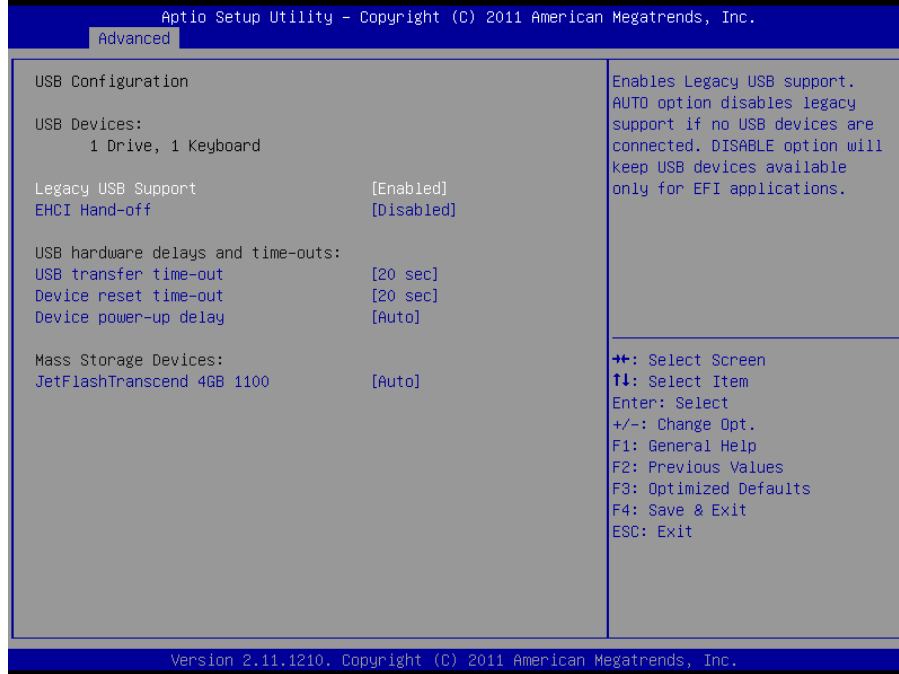 Aptio Setup Utility – Copyright (C) 2011 American Megatrends, Inc.
Advanced
USB Configuration
USB Devices:
1 Drive, 1 Keyboard
Legacy USB Support [Enabled]
EHCI Hand-off [Disabled]
USB hardware delays and time-outs:
USB transfer time-out [20 sec]
Device reset time-out [20 sec]
Device power-up delay [Auto]
Mass Storage Devices:
JetFlashTranscend 4GB 1100 [Auto]
Enables Legacy USB support.
AUTO option disables legacy
support if no USB devices are
connected. DISABLE option will
keep USB devices available
only for EFI applications.
→←: Select Screen
↑↓: Select Item
Enter: Select
+/-: Change Opt.
F1: General Help
F2: Previous Values
F3: Optimized Defaults
F4: Save & Exit
ESC: Exit
Version 2.11.1210. Copyright (C) 2011 American Megatrends, Inc.